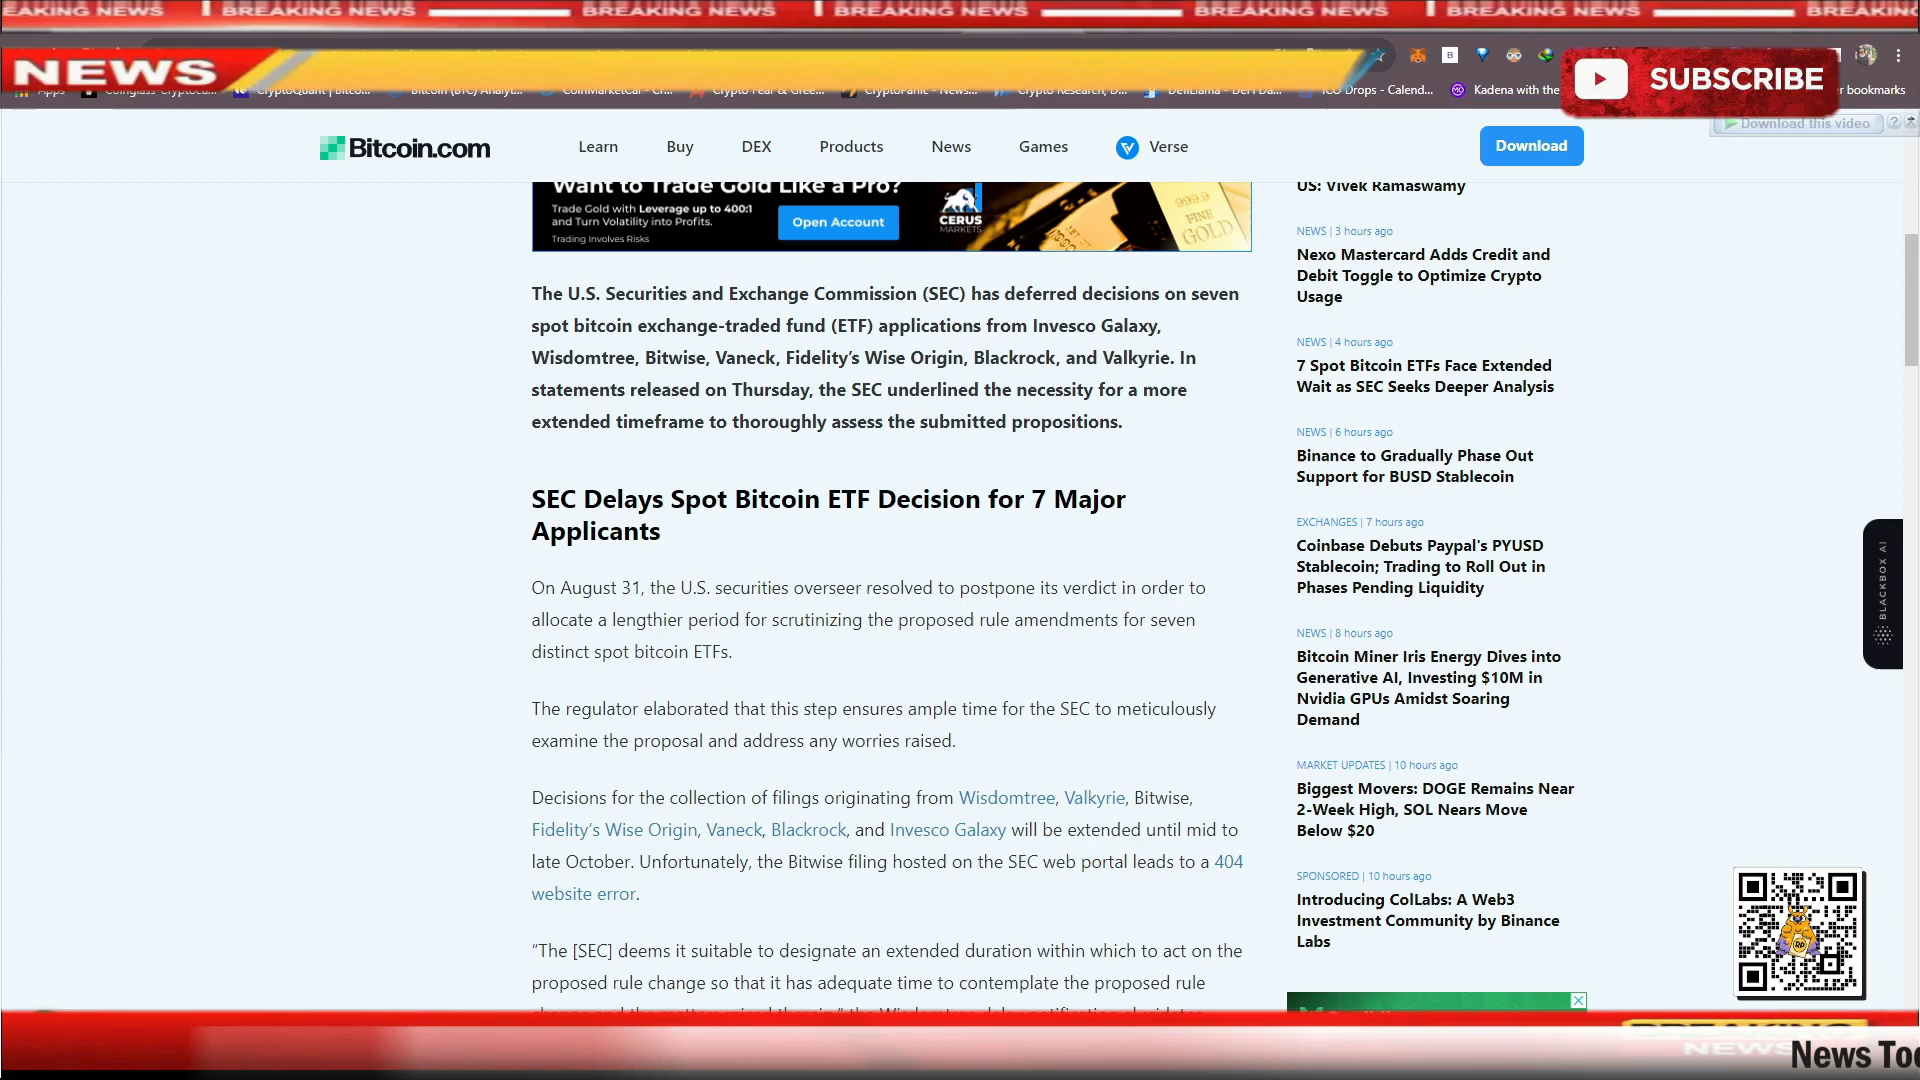 BREAKING NEWS BREAKING NEWS BREAKING NEWS BREAKING NEWS BREAKING NEWS
NEWS
SUBSCRIBE
Apps
CryptoQuant | Bitco...
Bitcoin (BTC) Analyt...
CoinMarketCal - Cr...
Crypto Fear & Gree...
CryptoPanic - News...
Crypto Research, D...
DefiLlama - DeFi Da...
ICO Drops - Calend...
Kadena with the
bookmarks
Download this video
Bitcoin.com
Learn
Buy
DEX
Products
News
Games
Verse
Download
Want to Trade Gold Like a Pro?
Trade Gold with Leverage up to 400:1
and Turn Volatility into Profits.
Trading Involves Risks
Open Account
CERUS
MARKETS
999.9
FINE
GOLD
The U.S. Securities and Exchange Commission (SEC) has deferred decisions on seven
spot bitcoin exchange-traded fund (ETF) applications from Invesco Galaxy,
Wisdomtree, Bitwise, Vaneck, Fidelity’s Wise Origin, Blackrock, and Valkyrie. In
statements released on Thursday, the SEC underlined the necessity for a more
extended timeframe to thoroughly assess the submitted propositions.
SEC Delays Spot Bitcoin ETF Decision for 7 Major
Applicants
On August 31, the U.S. securities overseer resolved to postpone its verdict in order to
allocate a lengthier period for scrutinizing the proposed rule amendments for seven
distinct spot bitcoin ETFs.
The regulator elaborated that this step ensures ample time for the SEC to meticulously
examine the proposal and address any worries raised.
Decisions for the collection of filings originating from Wisdomtree, Valkyrie, Bitwise,
Fidelity’s Wise Origin, Vaneck, Blackrock, and Invesco Galaxy will be extended until mid to
late October. Unfortunately, the Bitwise filing hosted on the SEC web portal leads to a 404
website error.
“The [SEC] deems it suitable to designate an extended duration within which to act on the
proposed rule change so that it has adequate time to contemplate the proposed rule
US: Vivek Ramaswamy
NEWS | 3 hours ago
Nexo Mastercard Adds Credit and
Debit Toggle to Optimize Crypto
Usage
NEWS | 4 hours ago
7 Spot Bitcoin ETFs Face Extended
Wait as SEC Seeks Deeper Analysis
NEWS | 6 hours ago
Binance to Gradually Phase Out
Support for BUSD Stablecoin
EXCHANGES | 7 hours ago
Coinbase Debuts Paypal's PYUSD
Stablecoin; Trading to Roll Out in
Phases Pending Liquidity
NEWS | 8 hours ago
Bitcoin Miner Iris Energy Dives into
Generative AI, Investing $10M in
Nvidia GPUs Amidst Soaring
Demand
MARKET UPDATES | 10 hours ago
Biggest Movers: DOGE Remains Near
2-Week High, SOL Nears Move
Below $20
SPONSORED | 10 hours ago
Introducing ColLabs: A Web3
Investment Community by Binance
Labs
BLACKBOX AI
RP
BREAKING
NEWS
News Too